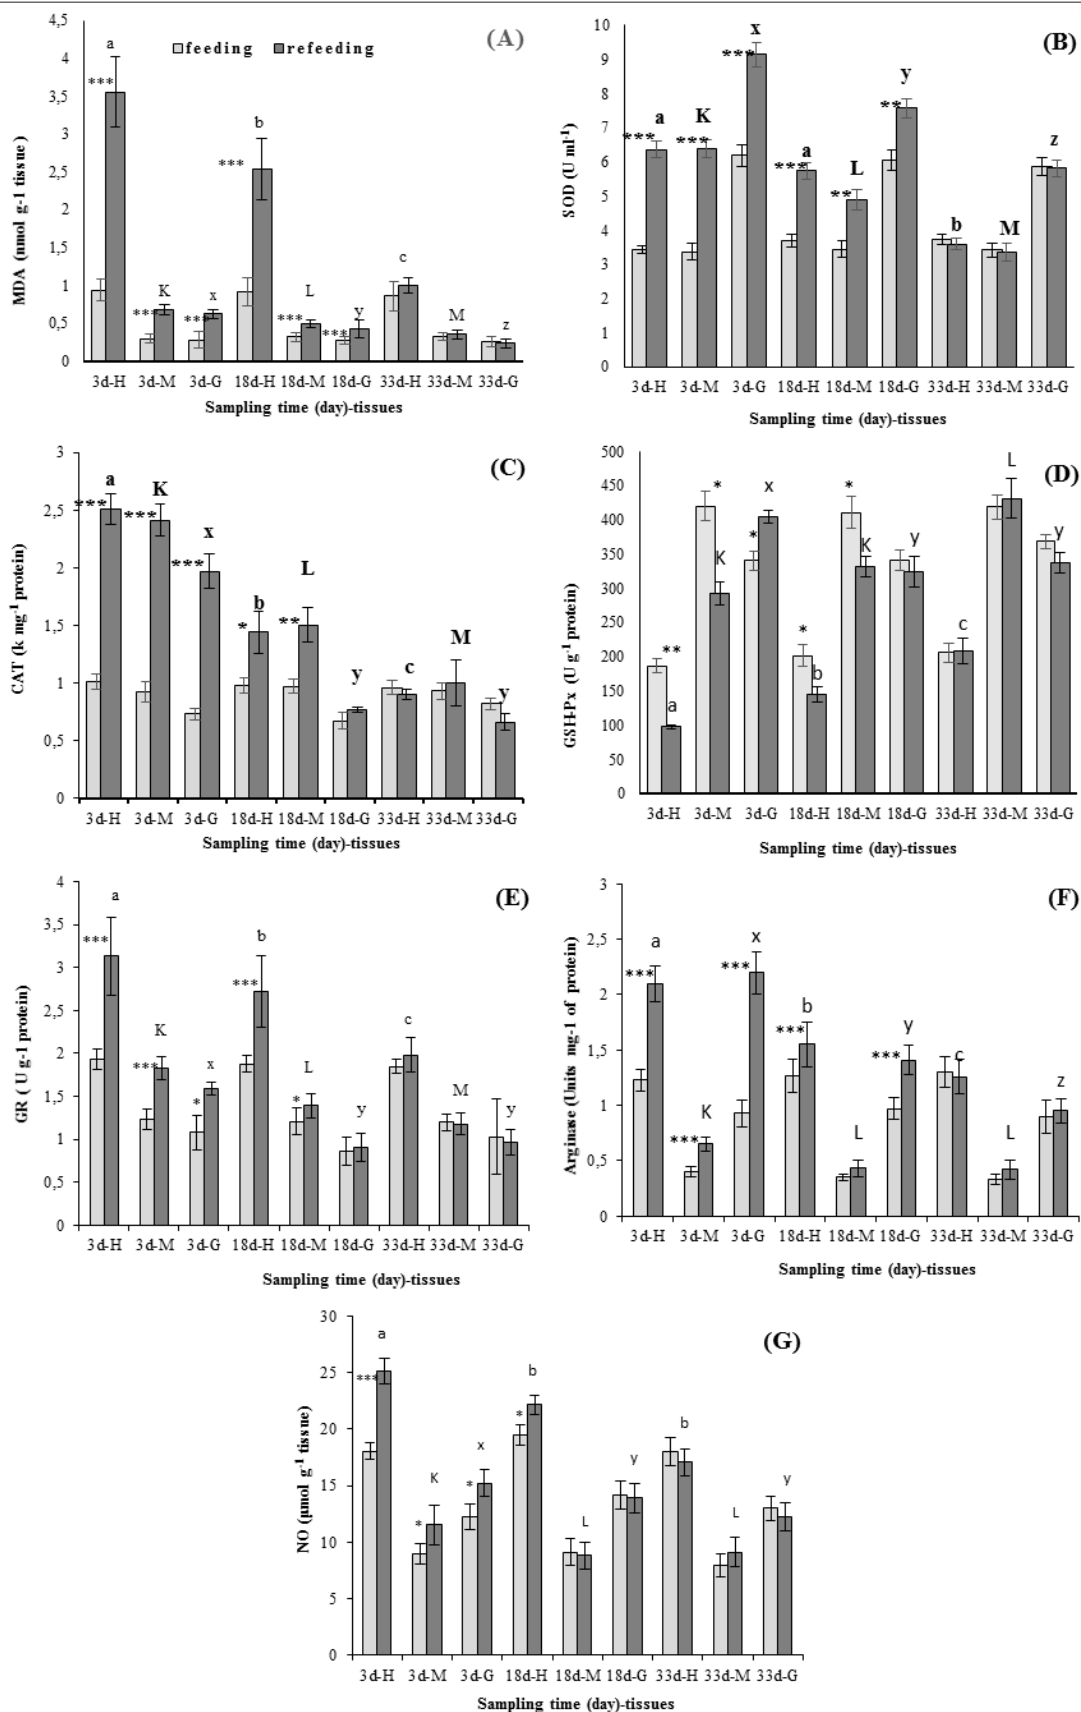 (A)
feeding refeeding
MDA (nmol g-1 tissue )
4,5
4
3,5
3
2,5
2
1,5
1
0,5
0
*** a
*** K
*** x
*** b
*** L
*** y
c
M
z
3d-H 3d-M 3d-G 18d-H 18d-M 18d-G 33d-H 33d-M 33d-G
Sampling time (day)-tissues
(B)
SOD (U ml-1)
10
9
8
7
6
5
4
3
2
1
0
*** a
*** K
*** x
*** a
** L
** y
b
M
z
3d-H 3d-M 3d-G 18d-H 18d-M 18d-G 33d-H 33d-M 33d-G
Sampling time (day)-tissues
(C)
CAT (k mg-1 protein)
3
2,5
2
1,5
1
0,5
0
*** a
*** K
*** x
* b
** L
y
c
M
y
3d-H 3d-M 3d-G 18d-H 18d-M 18d-G 33d-H 33d-M 33d-G
Sampling time (day)-tissues
(D)
GSH-Px (U g-1 protein)
500
450
400
350
300
250
200
150
100
50
0
** a
* K
* x
* b
* K
y
c
L
y
3d-H 3d-M 3d-G 18d-H 18d-M 18d-G 33d-H 33d-M 33d-G
Sampling time (day)-tissues
(E)
GR ( U g-1 protein)
4
3,5
3
2,5
2
1,5
1
0,5
0
*** a
*** K
* x
*** b
* L
y
c
M
y
3d-H 3d-M 3d-G 18d-H 18d-M 18d-G 33d-H 33d-M 33d-G
Sampling time (day)-tissues
(F)
Arginase (Units mg-1 of protein)
3
2,5
2
1,5
1
0,5
0
*** a
*** K
*** x
*** b
L
*** y
c
L
z
3d-H 3d-M 3d-G 18d-H 18d-M 18d-G 33d-H 33d-M 33d-G
Sampling time (day)-tissues
(G)
NO (µmol g-1 tissue)
30
25
20
15
10
5
0
*** a
* K
* x
* b
L
y
b
L
y
3d-H 3d-M 3d-G 18d-H 18d-M 18d-G 33d-H 33d-M 33d-G
Sampling time (day)-tissues